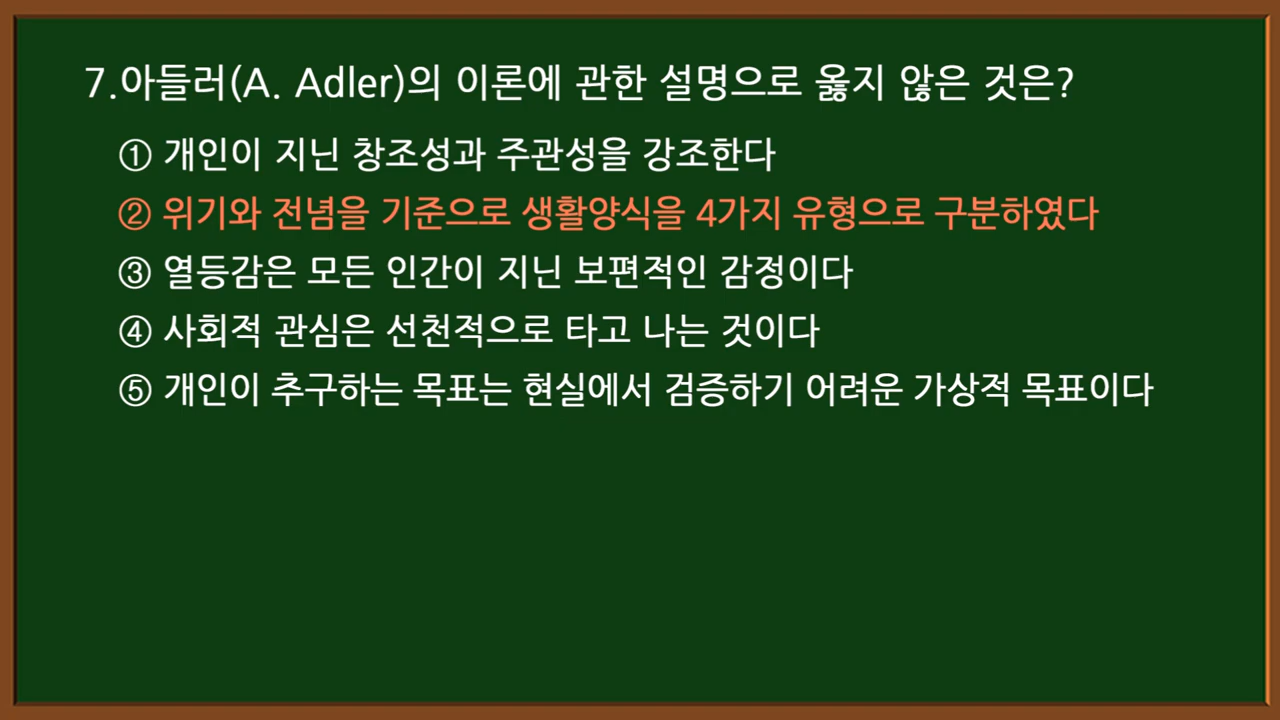 7.아들러(A. Adler)의 이론에 관한 설명으로 옳지 않은 것은?
① 개인이 지닌 창조성과 주관성을 강조한다
② 위기와 전념을 기준으로 생활양식을 4가지 유형으로 구분하였다
③ 열등감은 모든 인간이 지닌 보편적인 감정이다
④ 사회적 관심은 선천적으로 타고 나는 것이다
⑤ 개인이 추구하는 목표는 현실에서 검증하기 어려운 가상적 목표이다